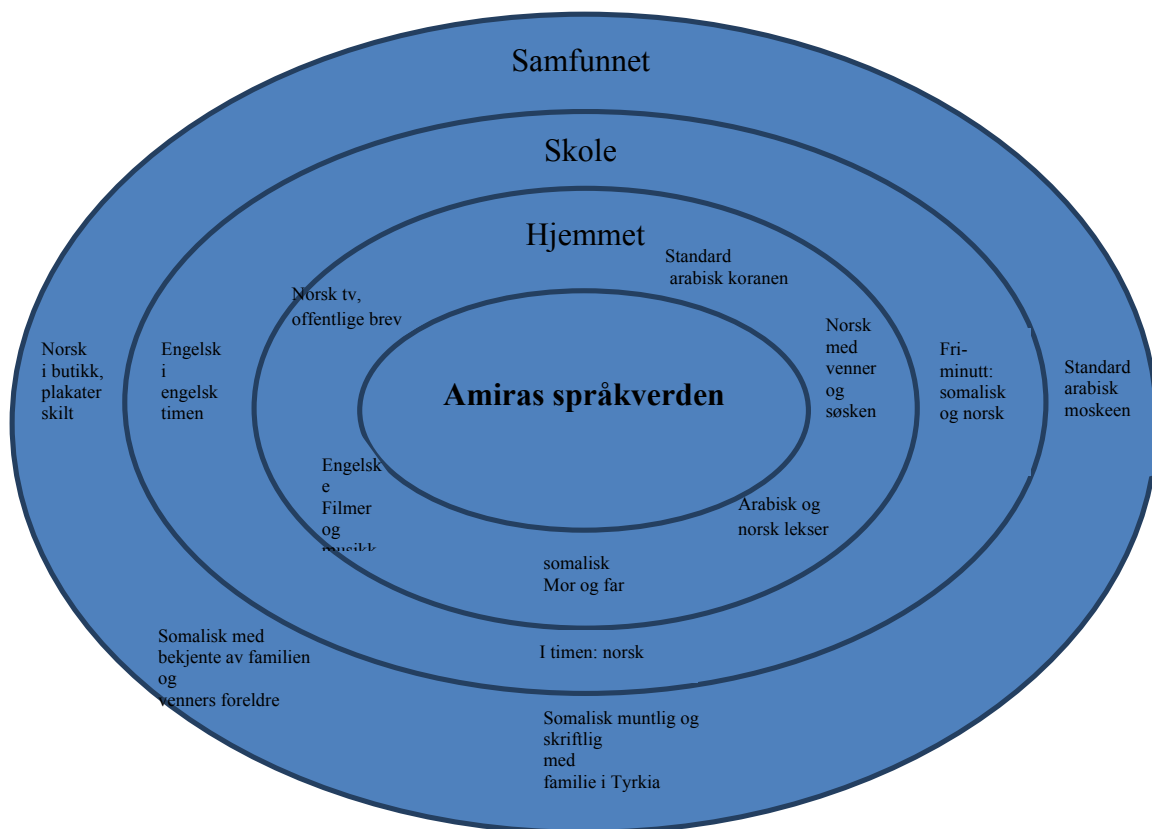 Samfunnet
Skole
Hjemmet
Standard
arabisk koranen
Norsk tv,
offentlige brev
Norsk
i butikk,
plakater
skilt
Engelsk
i
engelsk
timen
Amiras språkverden
Norsk
med
venner
og
søsken
Fri-
minutt:
somalisk
og norsk
Standard
arabisk
moskeen
Engelsk
e
Filmer
og
musikk
Arabisk og
norsk lekser
somalisk
Mor og far
Somalisk med
bekjente av familien
og
venners foreldre
I timen: norsk
Somalisk muntlig og
skriftlig
med
familie i Tyrkia